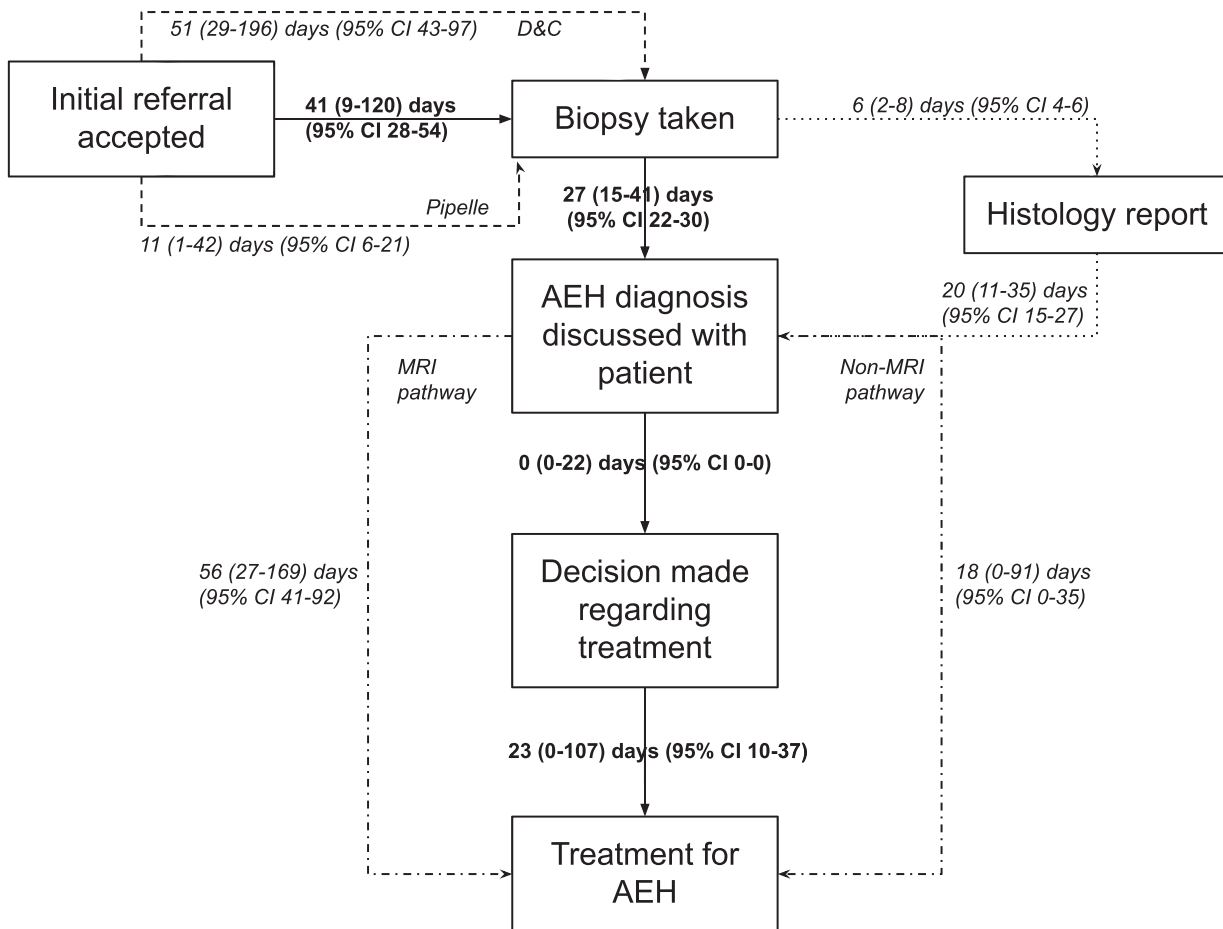 51 (29-196) days (95% CI 43-97)
D&C
Initial referral
accepted
41 (9-120) days
(95% CI 28-54)
Biopsy taken
6 (2-8) days (95% CI 4-6)
Pipelle
11 (1-42) days (95% CI 6-21)
27 (15-41) days
(95% CI 22-30)
Histology report
20 (11-35) days
(95% CI 15-27)
AEH diagnosis
discussed with
patient
MRI
pathway
Non-MRI
pathway
0 (0-22) days (95% CI 0-0)
56 (27-169) days
(95% CI 41-92)
Decision made
regarding
treatment
18 (0-91) days
(95% CI 0-35)
23 (0-107) days (95% CI 10-37)
Treatment for
AEH